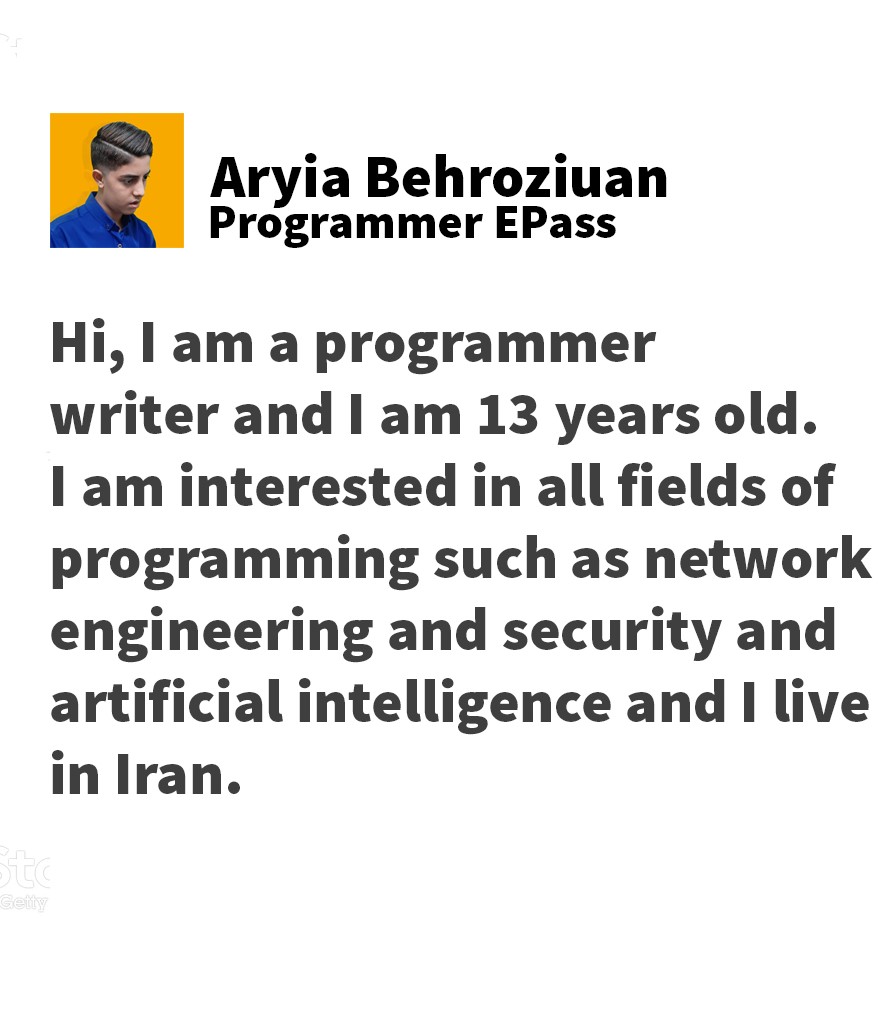 Aryia Behroziuan
Programmer EPass
Hi, I am a programmer
writer and I am 13 years old.
I am interested in all fields of
programming such as network
engineering and security and
artificial intelligence and I live
in Iran.
Getty